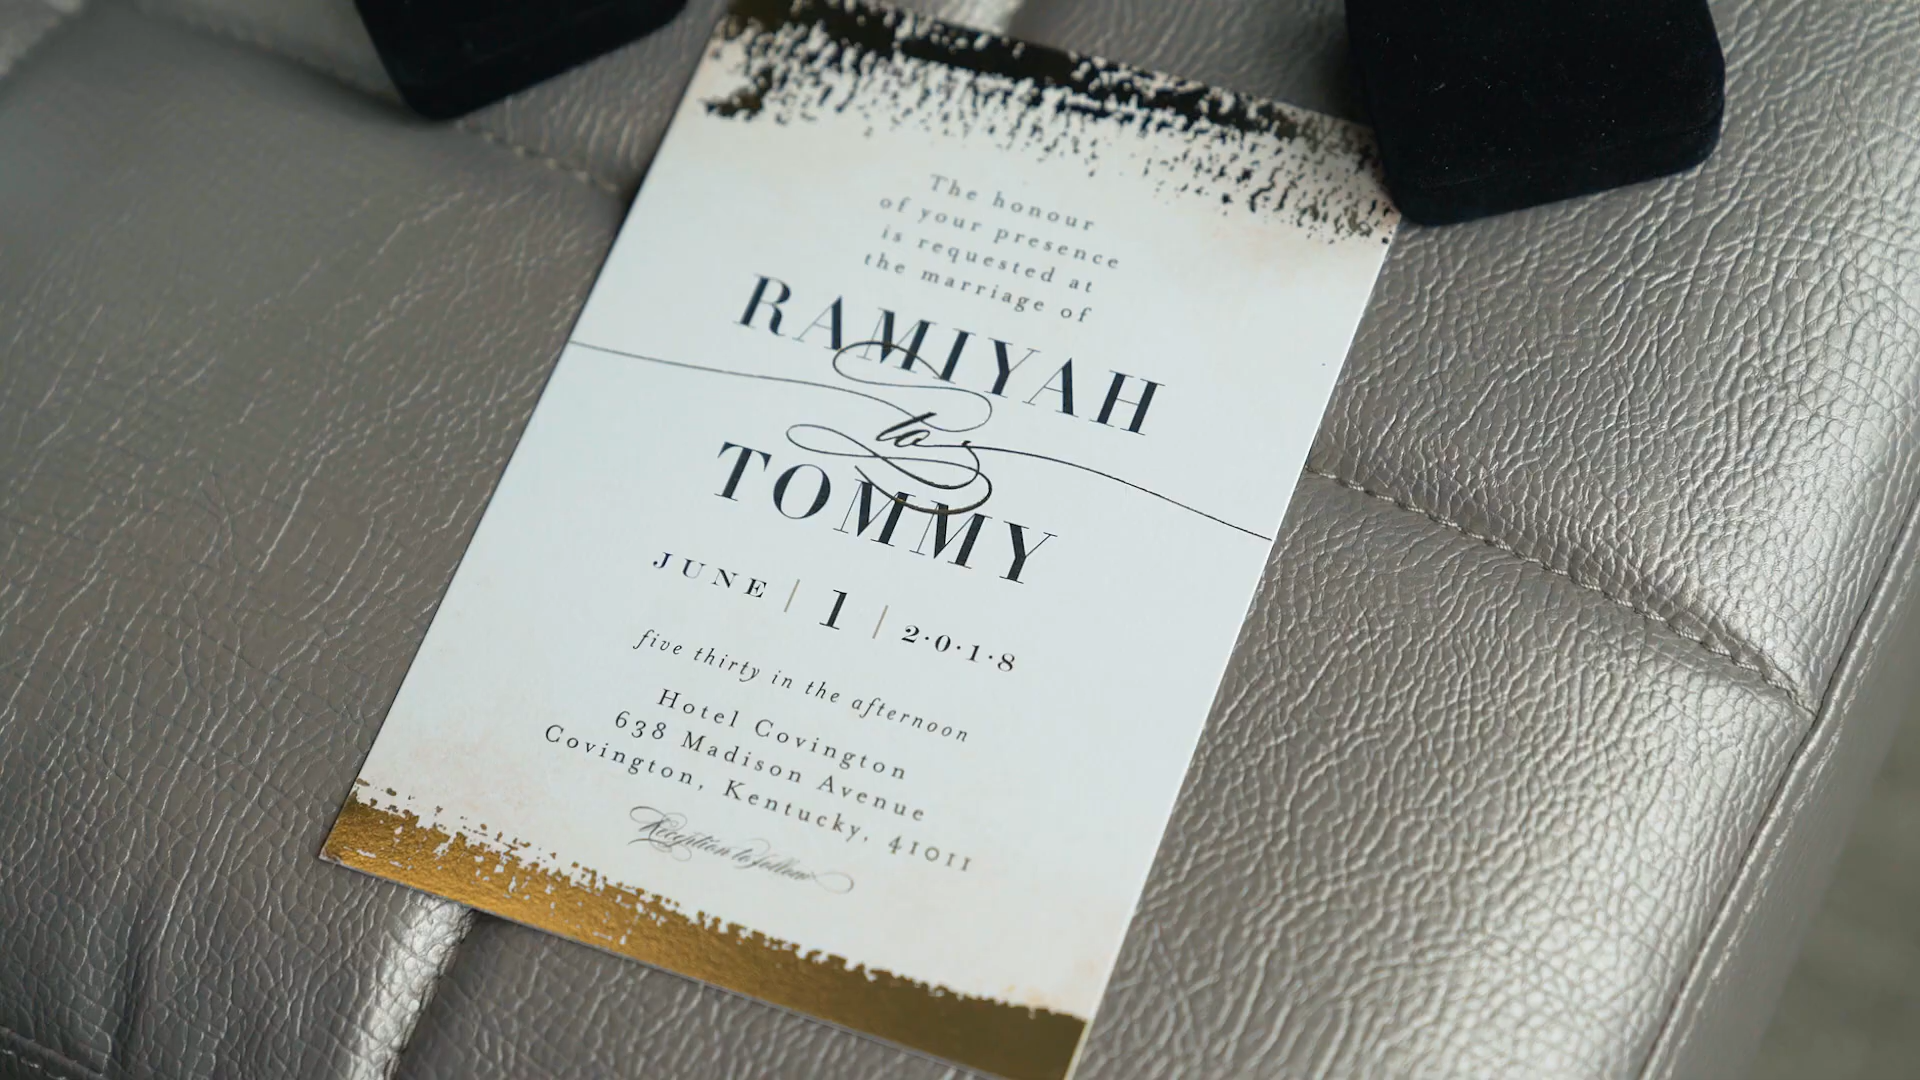 The honour
of your presence
is requested at
the marriage of
RAMIYAH
to
TOMMY
JUNE | 1 | 2·0·1·8
five thirty in the afternoon
Hotel Covington
638 Madison Avenue
Covington, Kentucky, 41011
Reception to follow